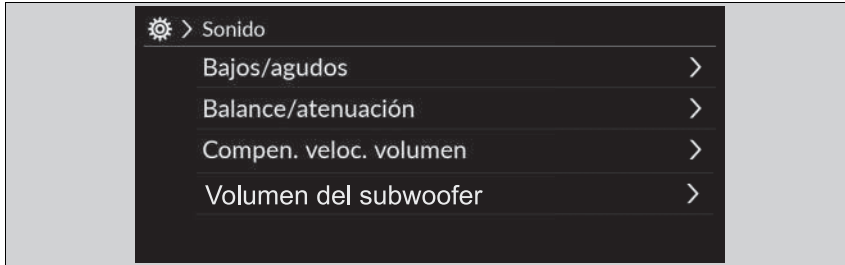 Sonido
Bajos/agudos
Balance/atenuación
Compen. veloc. volumen
Volumen del subwoofer